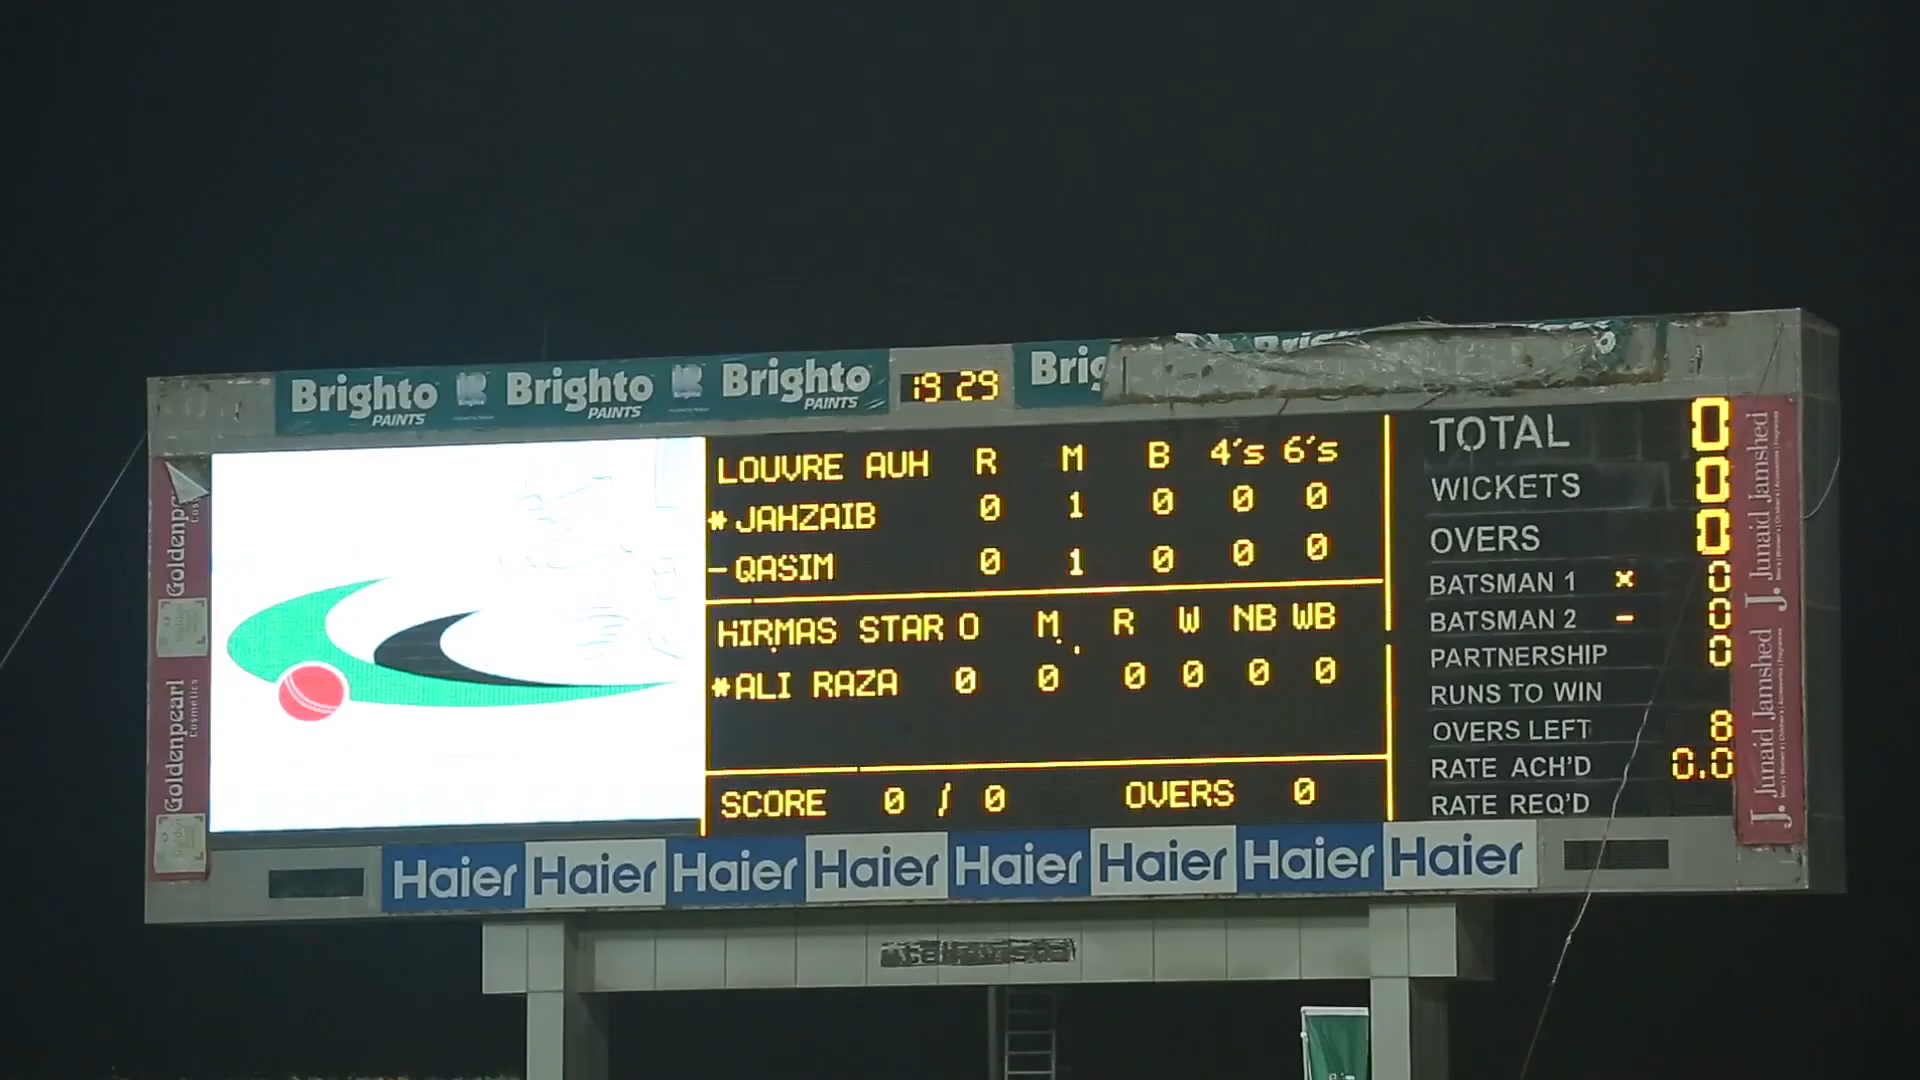 Brighto PAINTS Brighto PAINTS Brighto PAINTS
19 29
Brig
Goldenpearl Cosmetics
LOUVRE AUH R M B 4's 6's
*JAHZAIB 0 1 0 0 0
-QASIM 0 1 0 0 0
HIRMAS STAR O M R W NB WB
*ALI RAZA 0 0 0 0 0 0
SCORE 0 / 0 OVERS 0
TOTAL 0
WICKETS 0
OVERS 0
BATSMAN 1 × 0
BATSMAN 2 - 0
PARTNERSHIP 0
RUNS TO WIN
OVERS LEFT 8
RATE ACH'D 0.0
RATE REQ'D
J. Junaid Jamshed
J. Junaid Jamshed
Haier Haier Haier Haier Haier Haier Haier Haier